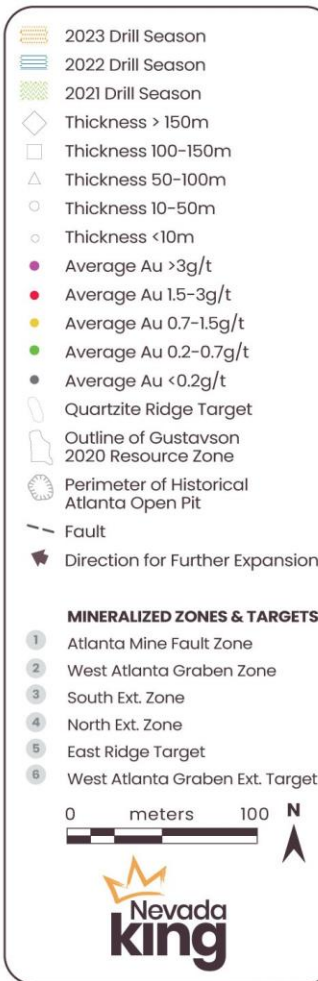 2023 Drill Season
2022 Drill Season
2021 Drill Season
Thickness > 150m
Thickness 100-150m
Thickness 50-100m
Thickness 10-50m
Thickness <10m
Average Au >3g/t
Average Au 1.5-3g/t
Average Au 0.7-1.5g/t
Average Au 0.2-0.7g/t
Average Au <0.2g/t
Quartzite Ridge Target
Outline of Gustavson
2020 Resource Zone
Perimeter of Historical
Atlanta Open Pit
Fault
Direction for Further Expansion
MINERALIZED ZONES & TARGETS
1 Atlanta Mine Fault Zone
2 West Atlanta Graben Zone
3 South Ext. Zone
4 North Ext. Zone
5 East Ridge Target
6 West Atlanta Graben Ext. Target
0 meters 100 N
Nevada
king